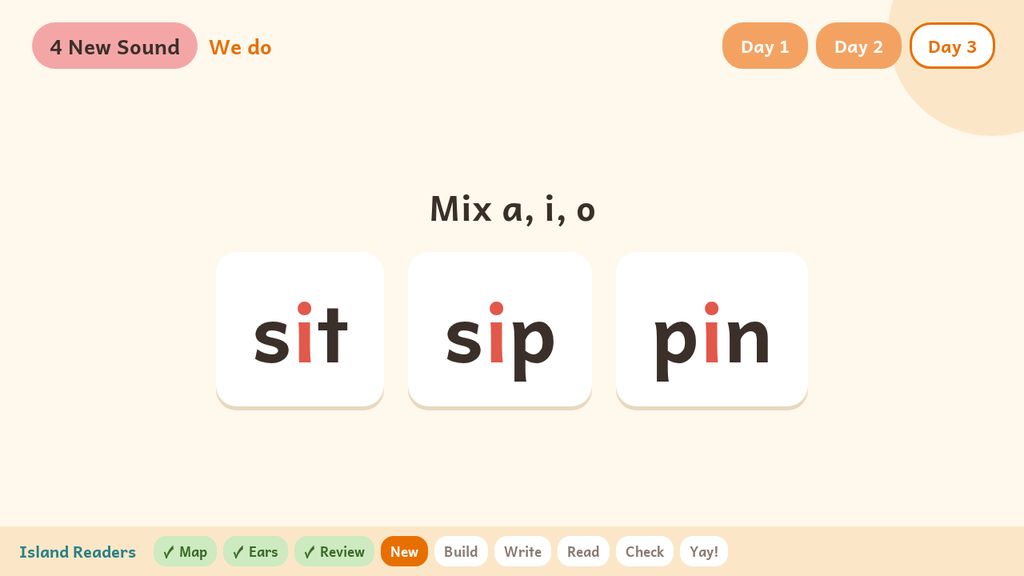 4 New Sound We do Day 1 Day 2 Day 3
Mix a, i, o
sit sip pin
Island Readers ✓ Map ✓ Ears ✓ Review New Build Write Read Check Yay!